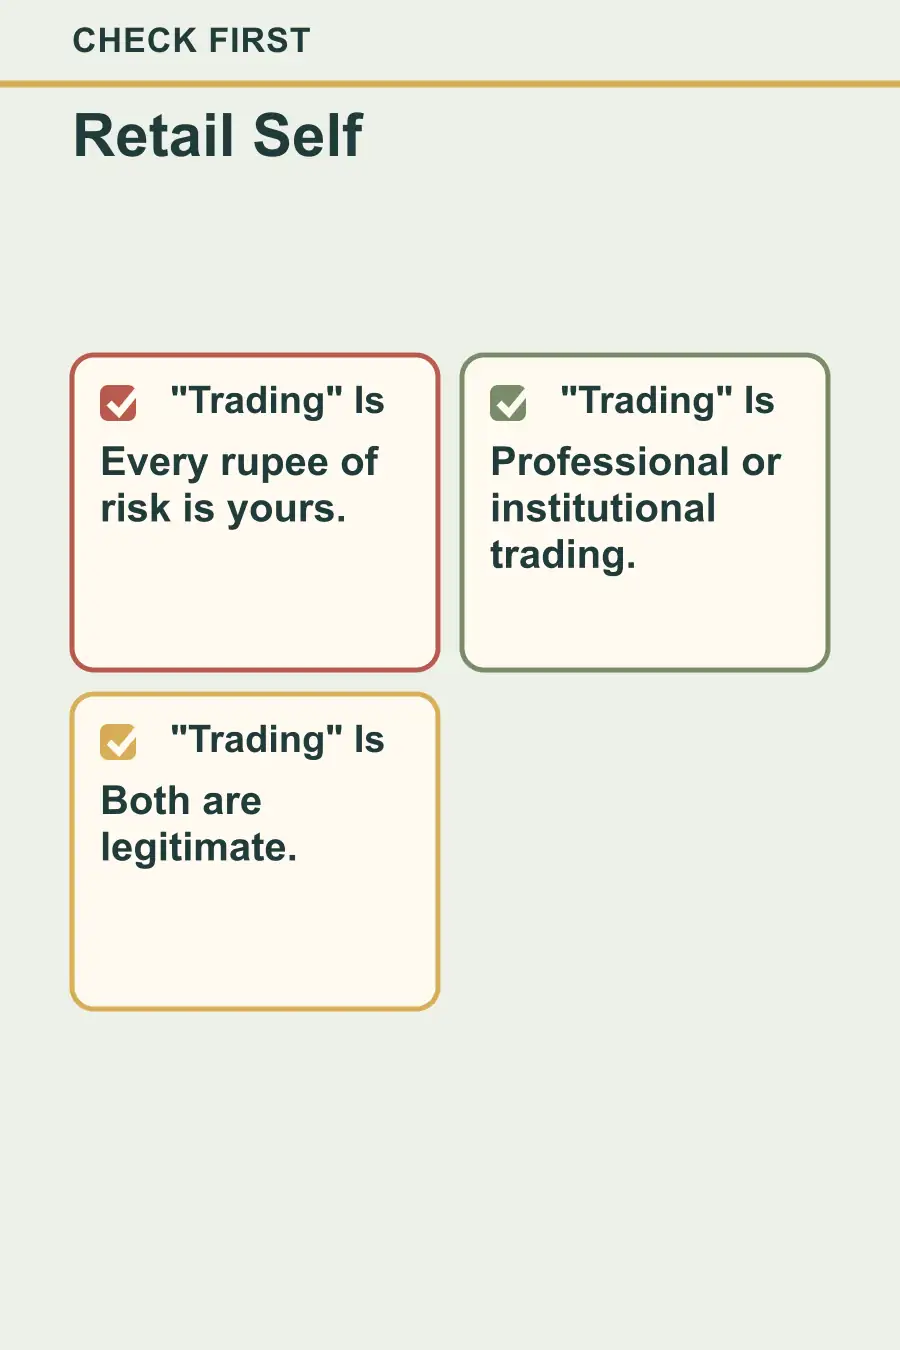 CHECK FIRST
Retail Self
"Trading" Is
Every rupee of
risk is yours.
"Trading" Is
Professional or
institutional
trading.
"Trading" Is
Both are
legitimate.